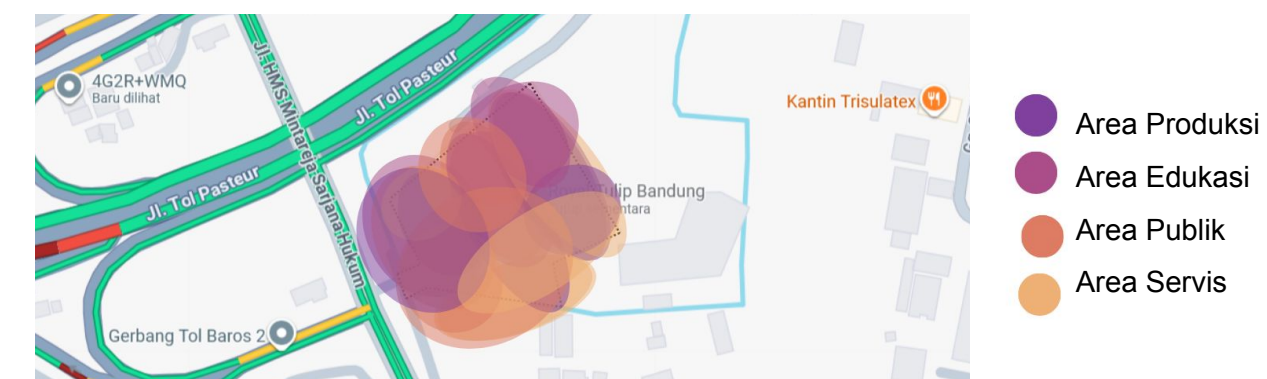 Jl. HMS Mintareja Sarjana Hukum
Jl. Tol Pasteur
4G2R+WMQ
Baru dilihat
Kantin Trisulatex
Jl. Tol Pasteur
Tulip Bandung
ntara
Gerbang Tol Baros 2
Area Produksi
Area Edukasi
Area Publik
Area Servis